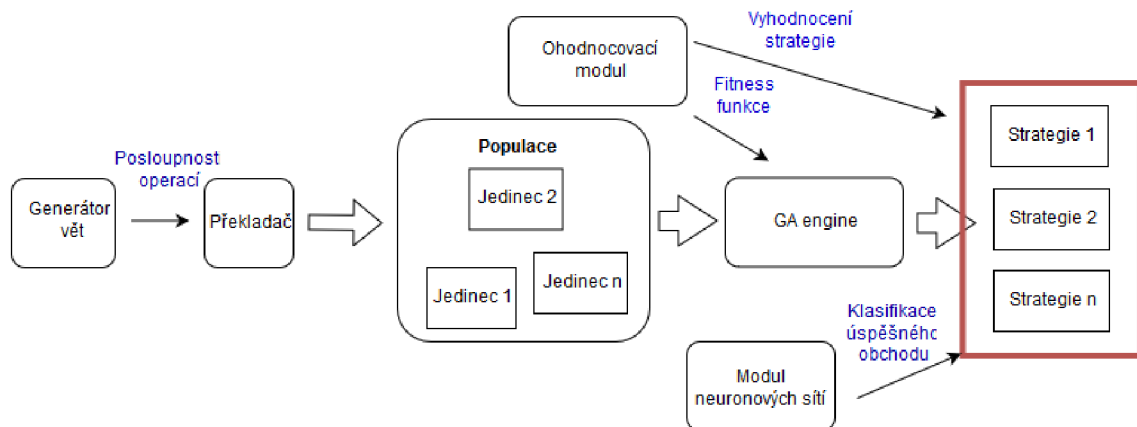 Vyhodnocení
strategie
Ohodnocovací
modul
Fitness
funkce
Posloupnost
operací
Generátor
vět
Překladač
Populace
Jedinec 2
Jedinec 1
Jedinec n
GA engine
Strategie 1
Strategie 2
Strategie n
Klasifikace
úspěšného
obchodu
Modul
neuronových sítí